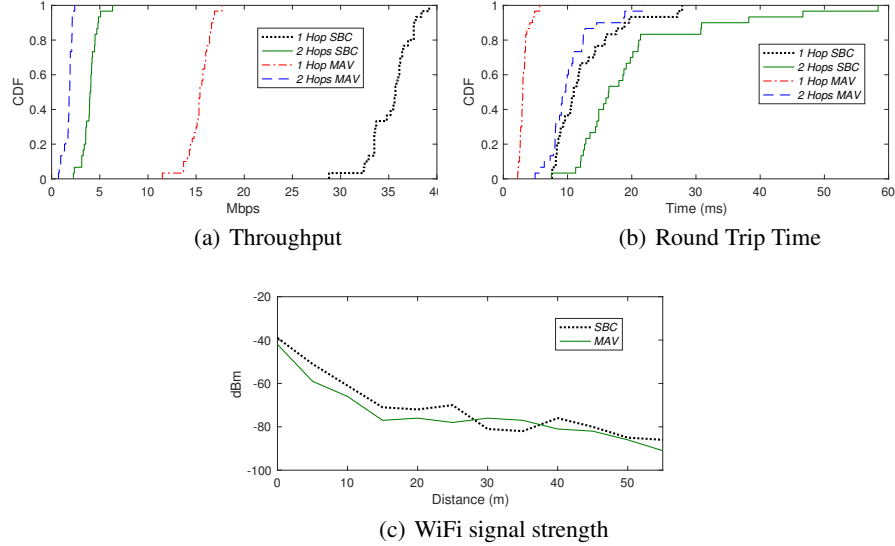 1
0.8
0.6
0.4
0.2
0
CDF
0 5 10 15 20 25 30 35 40
Mbps
1 Hop SBC
2 Hops SBC
1 Hop MAV
2 Hops MAV
(a) Throughput
1
0.8
0.6
0.4
0.2
0
CDF
0 10 20 30 40 50 60
Time (ms)
1 Hop SBC
2 Hops SBC
1 Hop MAV
2 Hops MAV
(b) Round Trip Time
-20
-40
-60
-80
-100
dBm
0 10 20 30 40 50
Distance (m)
SBC
MAV
(c) WiFi signal strength